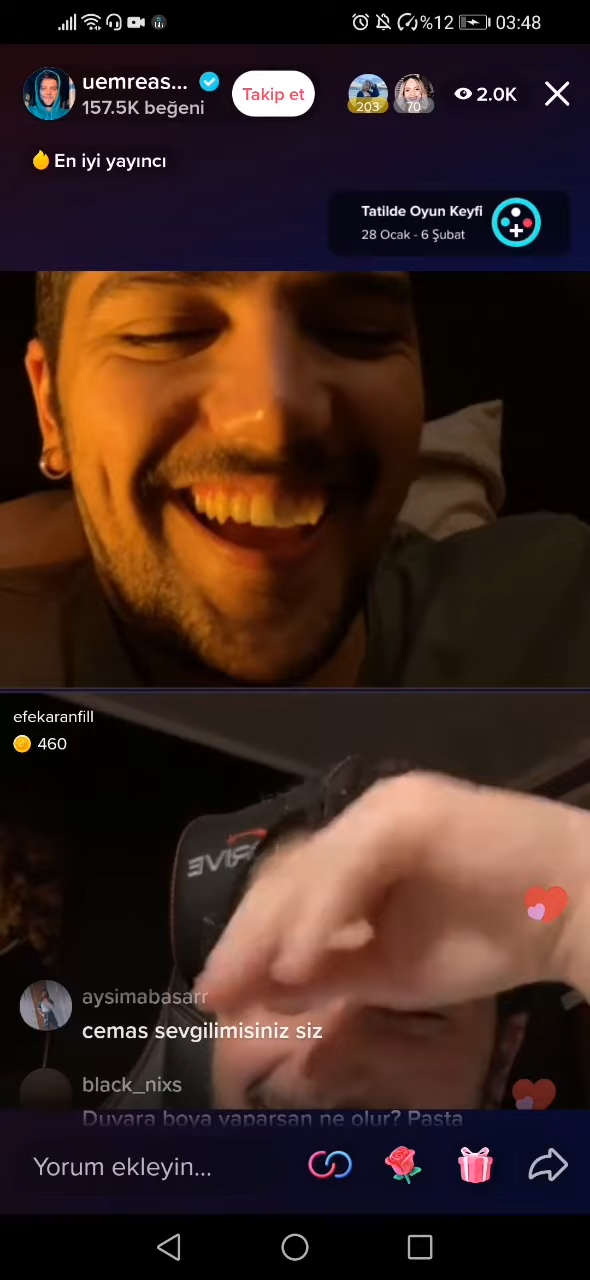 %12
03:48
uemreas...
157.5K beğeni
Takip et
203
70
2.0K
En iyi yayıncı
Tatilde Oyun Keyfi
28 Ocak - 6 Şubat
efekaranfill
460
aysimabasarr
cemas sevgilimisiniz siz
black_nixs
Duvara boya yaparsan ne olur? Pasta
Yorum ekleyin...